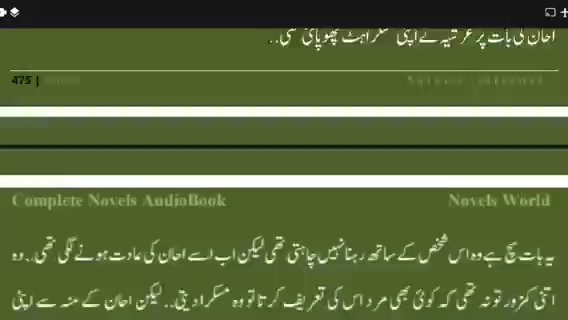 احان کی بات پر عرشیہ نے اپنی مسکراہٹ چھوپائی تھی..
475 |
Complete Novels AudioBook Novels World
یہ بات سچ ہے وہ اس شخص کے ساتھ رہنا نہیں چاہتی تھی لیکن اب اسے احان کی عادت ہونے لگی تھی.. وہ
اتنی کمزور تو نہ تھی کہ کوئی بھی مرد اس کی تعریف کرتا تو وہ مسکرا دیتی.. لیکن احان کے منہ سے اپنی